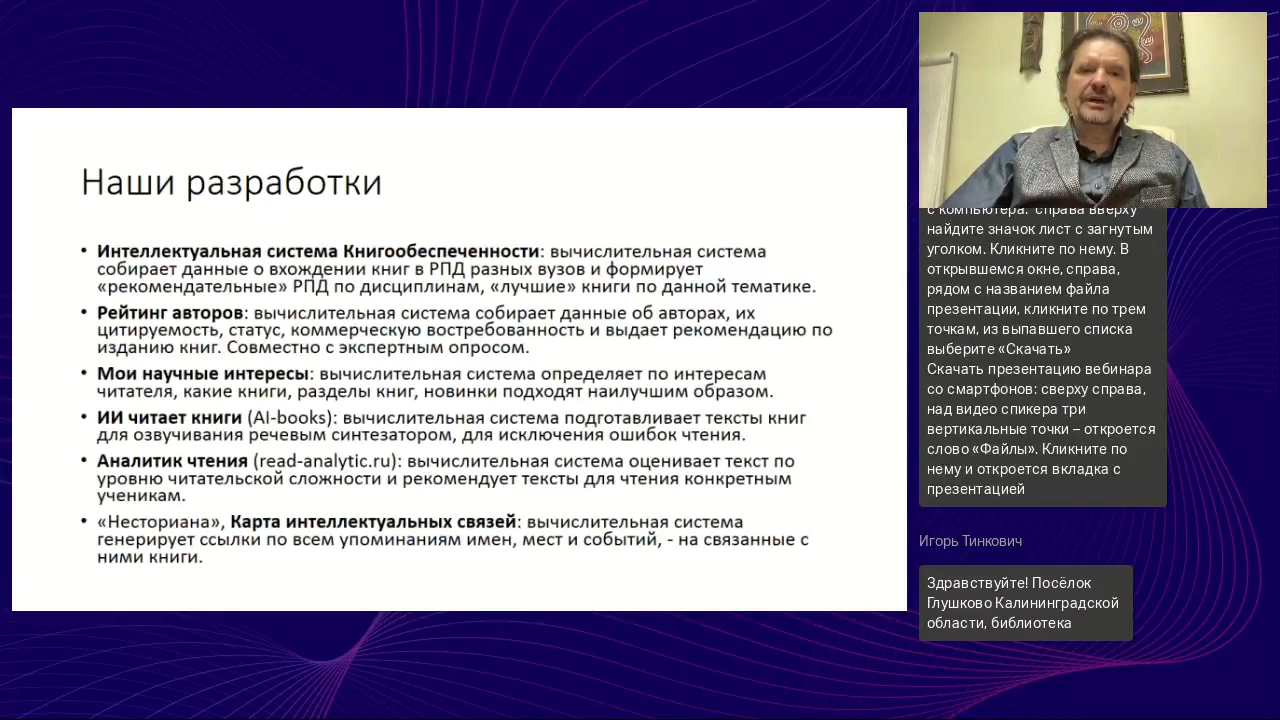 Наши разработки
• Интеллектуальная система Книгообеспеченности: вычислительная система
собирает данные о вхождении книг в РПД разных вузов и формирует
«рекомендательные» РПД по дисциплинам, «лучшие» книги по данной тематике.
• Рейтинг авторов: вычислительная система собирает данные об авторах, их
цитируемость, статус, коммерческую востребованность и выдает рекомендацию по
изданию книг. Совместно с экспертным опросом.
• Мои научные интересы: вычислительная система определяет по интересам
читателя, какие книги, разделы книг, новинки подходят наилучшим образом.
• ИИ читает книги (AI-books): вычислительная система подготавливает тексты книг
для озвучивания речевым синтезатором, для исключения ошибок чтения.
• Аналитик чтения (read-analytic.ru): вычислительная система оценивает текст по
уровню читательской сложности и рекомендует тексты для чтения конкретным
ученикам.
• «Несториана», Карта интеллектуальных связей: вычислительная система
генерирует ссылки по всем упоминаниям имен, мест и событий, - на связанные с
ними книги.
с компьютера: справа вверху
найдите значок лист с загнутым
уголком. Кликните по нему. В
открывшемся окне, справа,
рядом с названием файла
презентации, кликните по трем
точкам, из выпавшего списка
выберите «Скачать»
Скачать презентацию вебинара
со смартфонов: сверху справа,
над видео спикера три
вертикальные точки – откроется
слово «Файлы». Кликните по
нему и откроется вкладка с
презентацией
Игорь Тинкович
Здравствуйте! Посёлок
Глушково Калининградской
области, библиотека